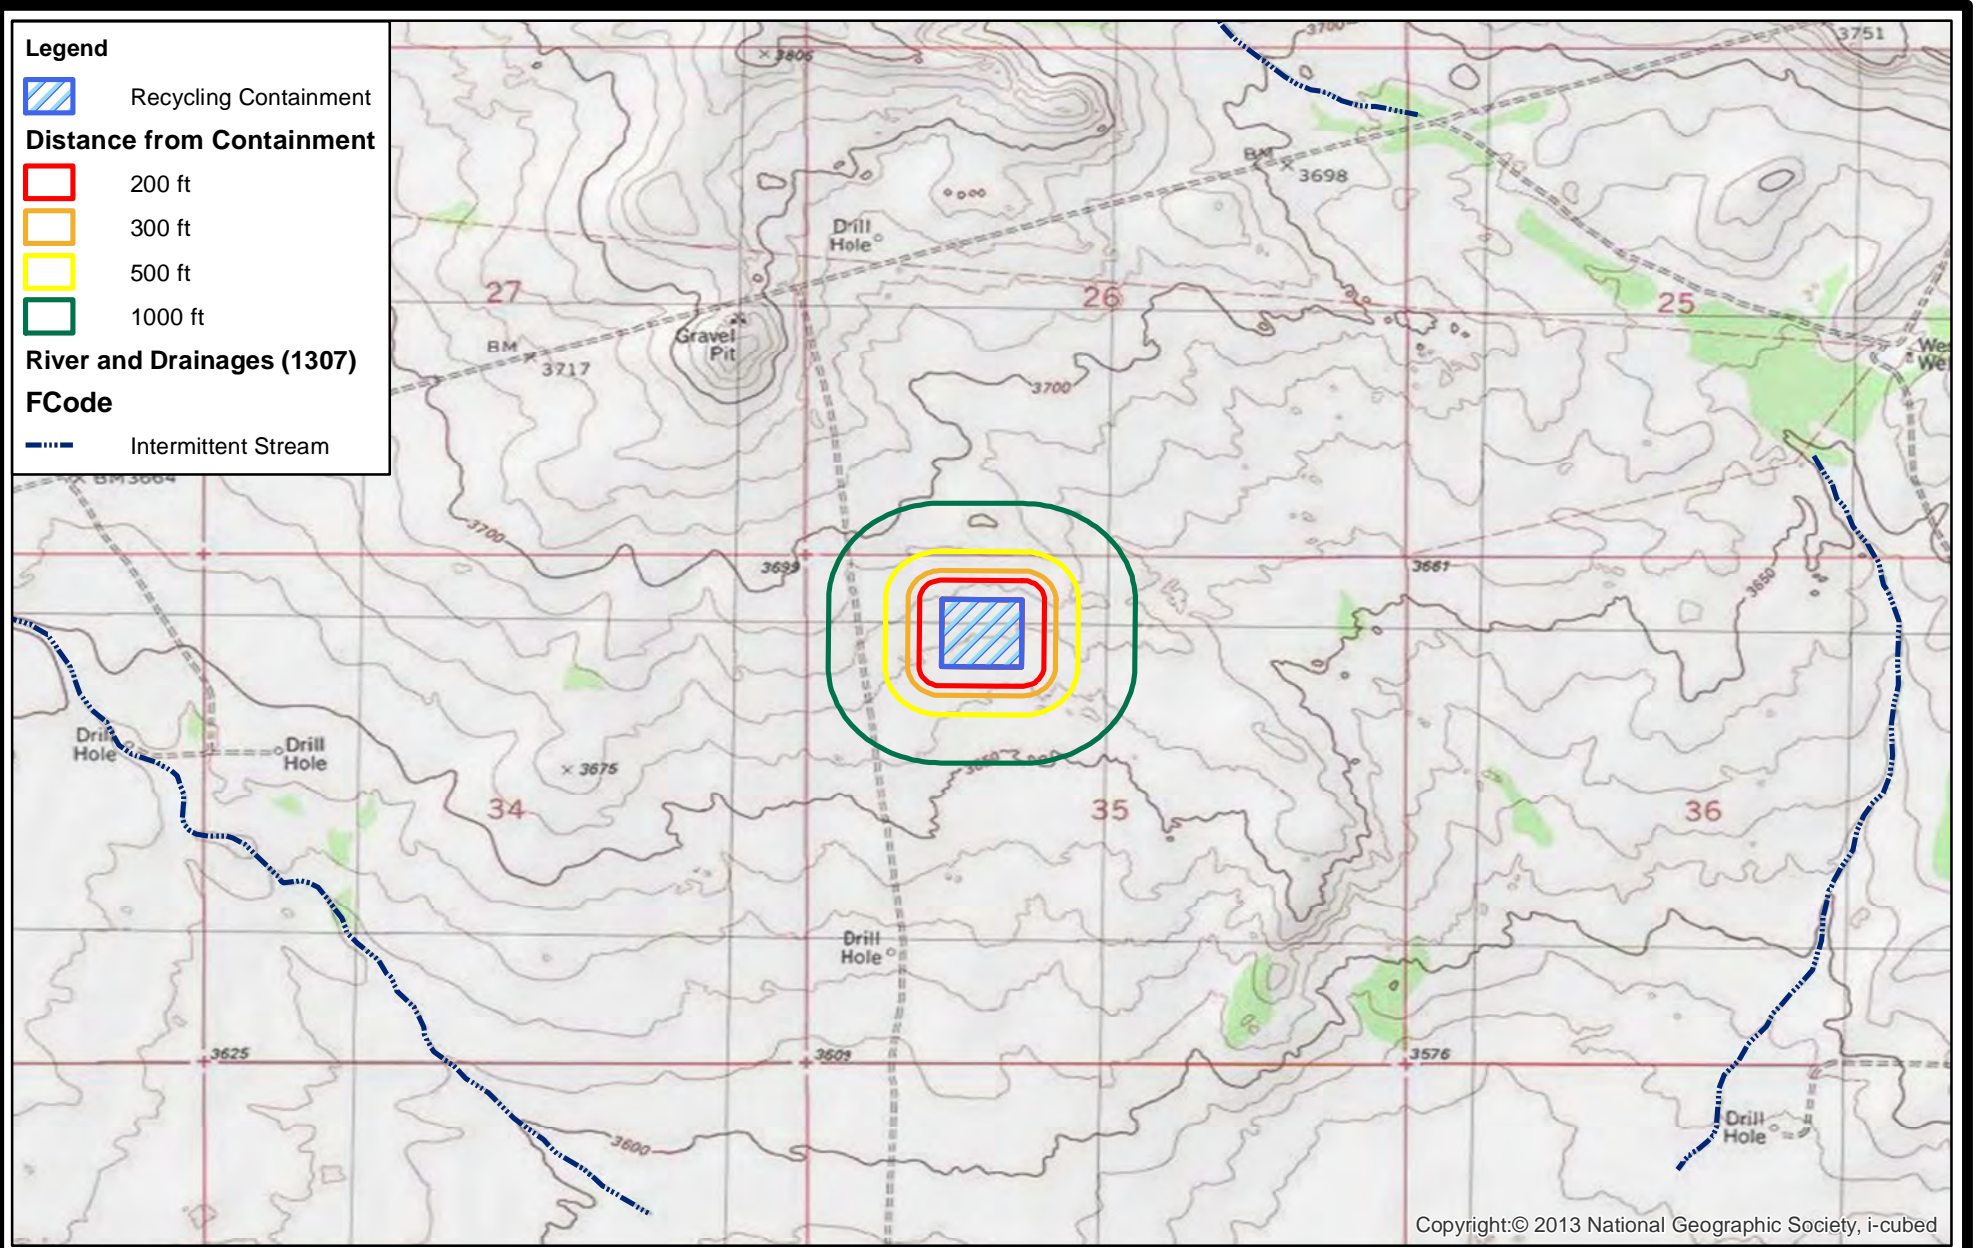 Legend
Recycling Containment
Distance from Containment
200 ft
300 ft
500 ft
1000 ft
River and Drainages (1307)
FCode
Intermittent Stream
3806
3700
3751
BM
3698
Drill
Hole
27
26
25
Gravel
Pit
BM
3717
3700
BM3664
3700
3699
3661
3650
Drill
Hole
Drill
Hole
3675
3650
34
35
36
Drill
Hole
3625
3609
3576
3600
Drill
Hole
Copyright:© 2013 National Geographic Society, i-cubed